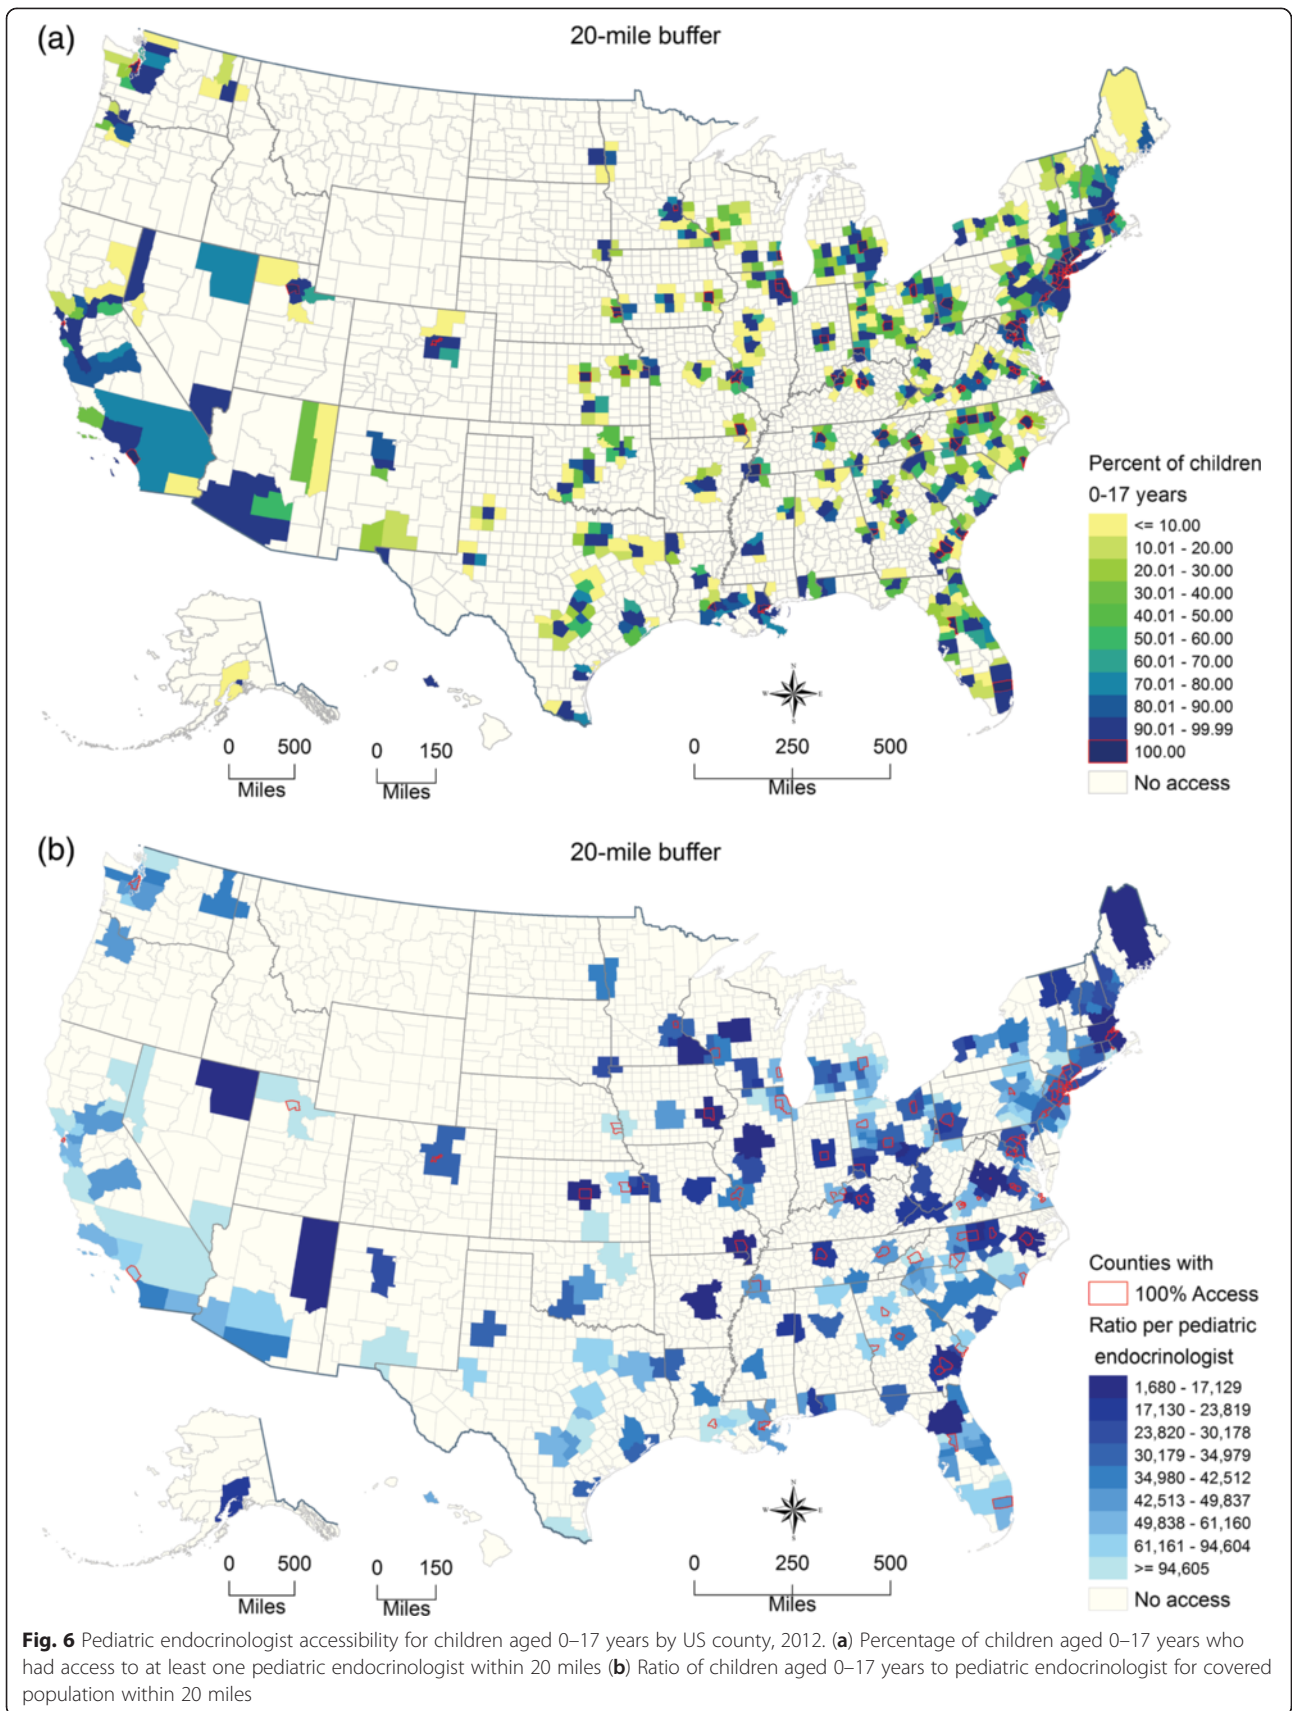 (a)
20-mile buffer
Percent of children
0-17 years
<= 10.00
10.01 - 20.00
20.01 - 30.00
30.01 - 40.00
40.01 - 50.00
50.01 - 60.00
60.01 - 70.00
70.01 - 80.00
80.01 - 90.00
90.01 - 99.99
100.00
No access
N
W E
S
0 500
Miles
0 150
Miles
0 250 500
Miles
(b)
20-mile buffer
Counties with
100% Access
Ratio per pediatric
endocrinologist
1,680 - 17,129
17,130 - 23,819
23,820 - 30,178
30,179 - 34,979
34,980 - 42,512
42,513 - 49,837
49,838 - 61,160
61,161 - 94,604
>= 94,605
No access
N
W E
S
0 500
Miles
0 150
Miles
0 250 500
Miles
Fig. 6 Pediatric endocrinologist accessibility for children aged 0–17 years by US county, 2012. (a) Percentage of children aged 0–17 years who
had access to at least one pediatric endocrinologist within 20 miles (b) Ratio of children aged 0–17 years to pediatric endocrinologist for covered
population within 20 miles